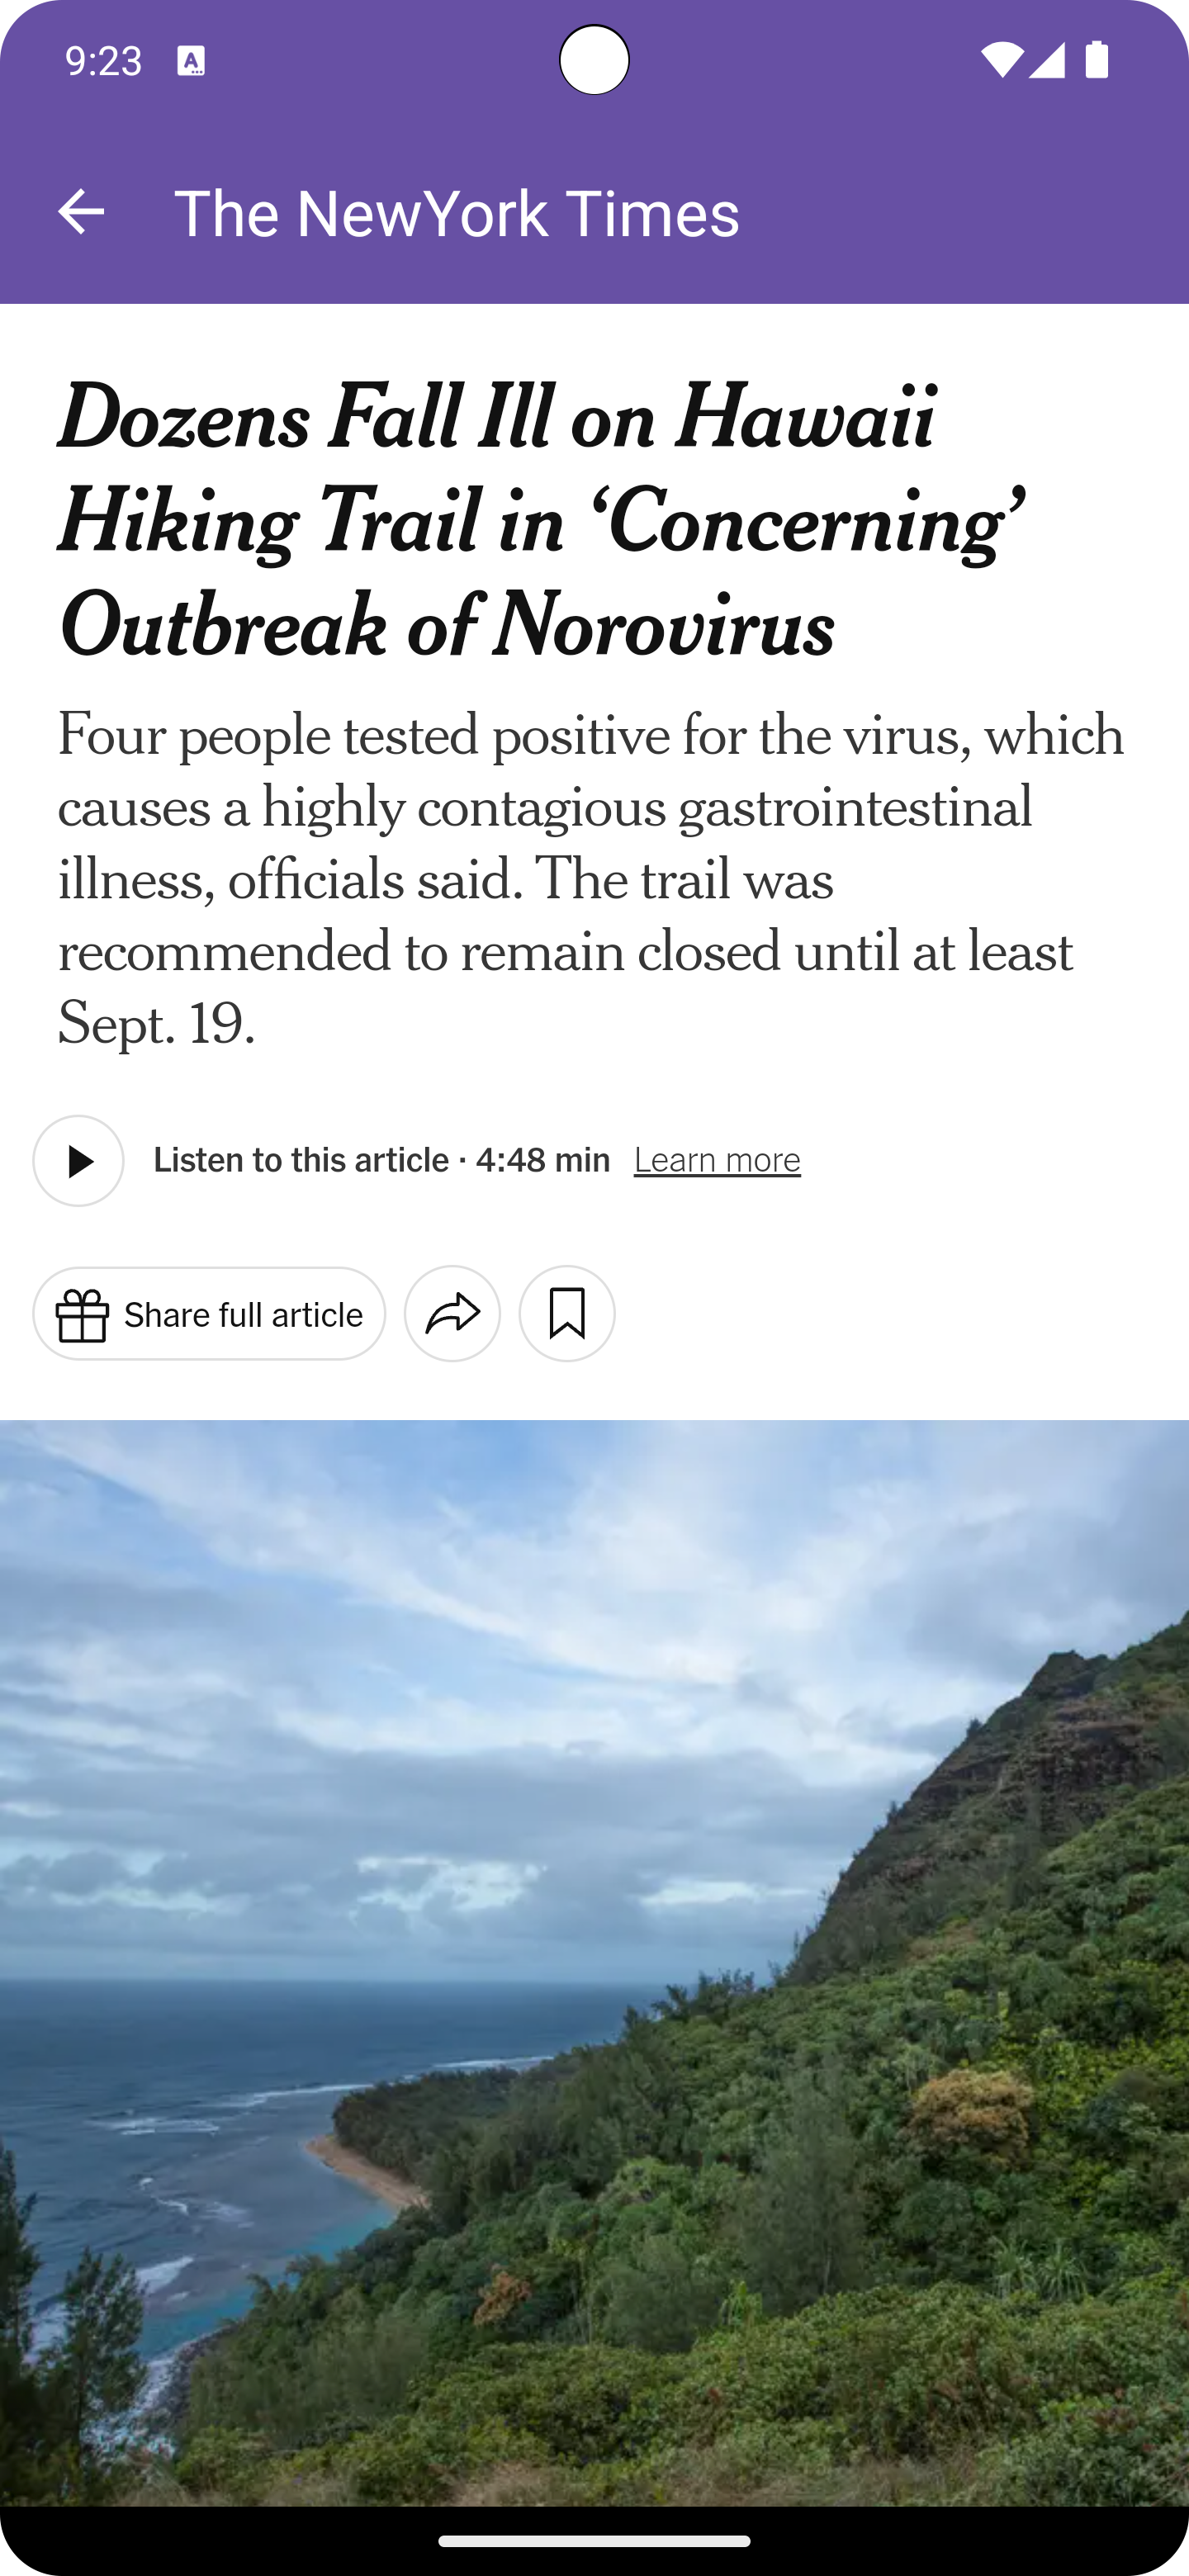 9:23
A
The NewYork Times
Dozens Fall Ill on Hawaii
Hiking Trail in ‘Concerning’
Outbreak of Norovirus
Four people tested positive for the virus, which
causes a highly contagious gastrointestinal
illness, officials said. The trail was
recommended to remain closed until at least
Sept. 19.
Listen to this article · 4:48 min Learn more
Share full article